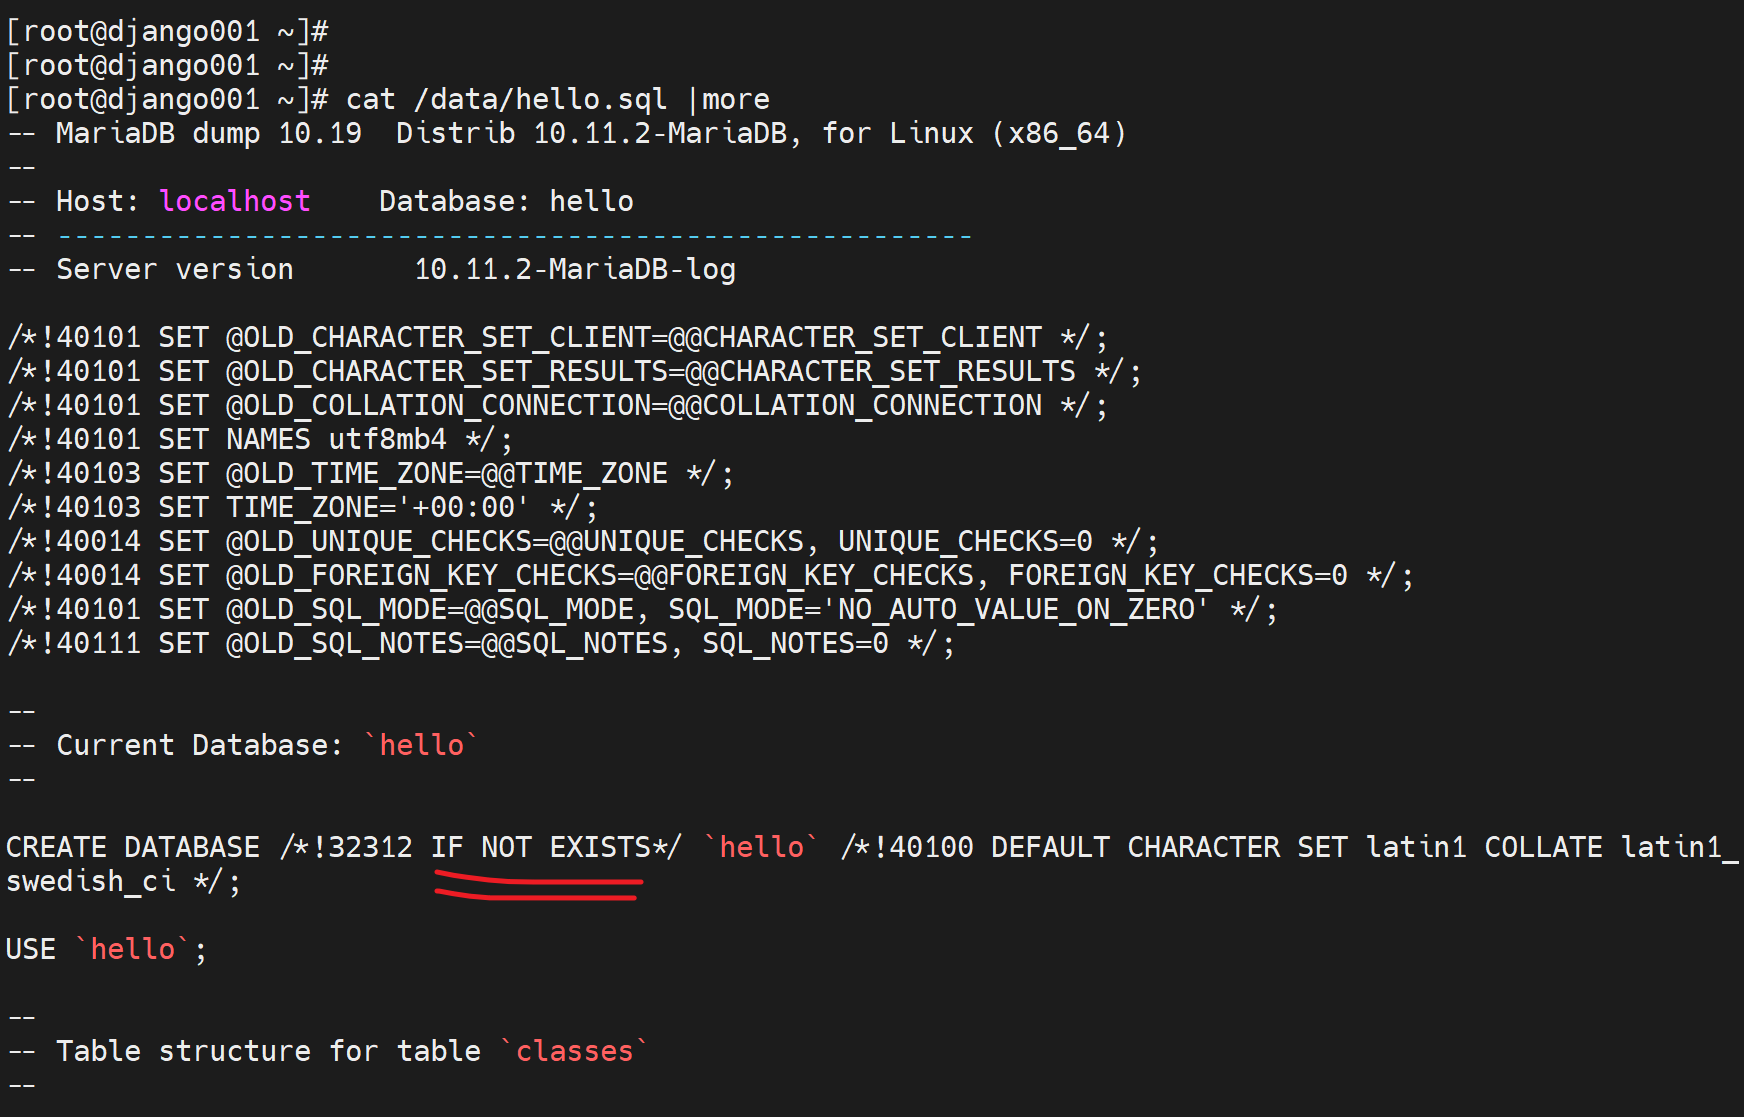 [root@django001 ~]#
[root@django001 ~]#
[root@django001 ~]# cat /data/hello.sql |more
-- MariaDB dump 10.19  Distrib 10.11.2-MariaDB, for Linux (x86_64)
--
-- Host: localhost    Database: hello
-- ------------------------------------------------------
-- Server version       10.11.2-MariaDB-log

/*!40101 SET @OLD_CHARACTER_SET_CLIENT=@@CHARACTER_SET_CLIENT */;
/*!40101 SET @OLD_CHARACTER_SET_RESULTS=@@CHARACTER_SET_RESULTS */;
/*!40101 SET @OLD_COLLATION_CONNECTION=@@COLLATION_CONNECTION */;
/*!40101 SET NAMES utf8mb4 */;
/*!40103 SET @OLD_TIME_ZONE=@@TIME_ZONE */;
/*!40103 SET TIME_ZONE='+00:00' */;
/*!40014 SET @OLD_UNIQUE_CHECKS=@@UNIQUE_CHECKS, UNIQUE_CHECKS=0 */;
/*!40014 SET @OLD_FOREIGN_KEY_CHECKS=@@FOREIGN_KEY_CHECKS, FOREIGN_KEY_CHECKS=0 */;
/*!40101 SET @OLD_SQL_MODE=@@SQL_MODE, SQL_MODE='NO_AUTO_VALUE_ON_ZERO' */;
/*!40111 SET @OLD_SQL_NOTES=@@SQL_NOTES, SQL_NOTES=0 */;

--
-- Current Database: `hello`
--

CREATE DATABASE /*!32312 IF NOT EXISTS*/ `hello` /*!40100 DEFAULT CHARACTER SET latin1 COLLATE latin1_
swedish_ci */;

USE `hello`;

--
-- Table structure for table `classes`
--